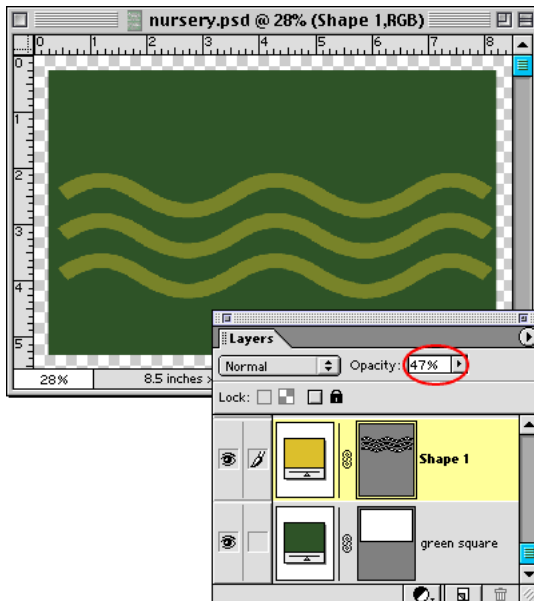 nursery.psd @ 28% (Shape 1,RGB)
0 1 2 3 4 5 6 7 8
0
1
2
3
4
5
28% 8.5 inches
Layers
Normal Opacity: 47%
Lock:
Shape 1
green square